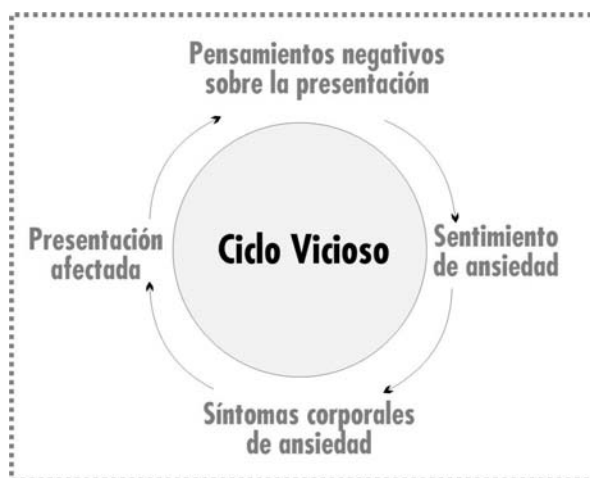 Pensamientos negativos
sobre la presentación
Presentación
afectada
Ciclo Vicioso
Sentimiento
de ansiedad
Síntomas corporales
de ansiedad